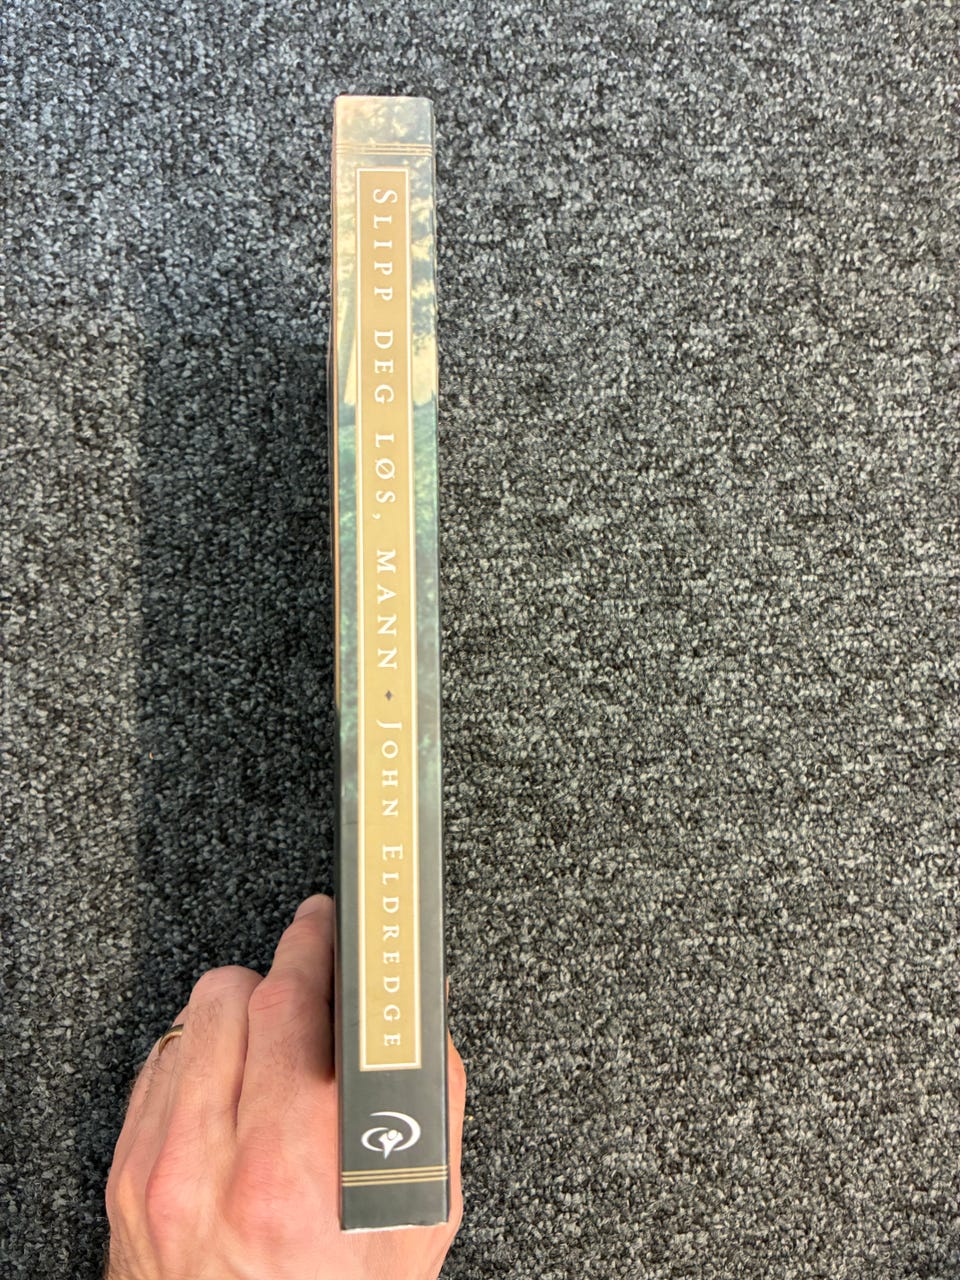 SLIPP DEG LØS, MANN ♦ JOHN ELDREDGE